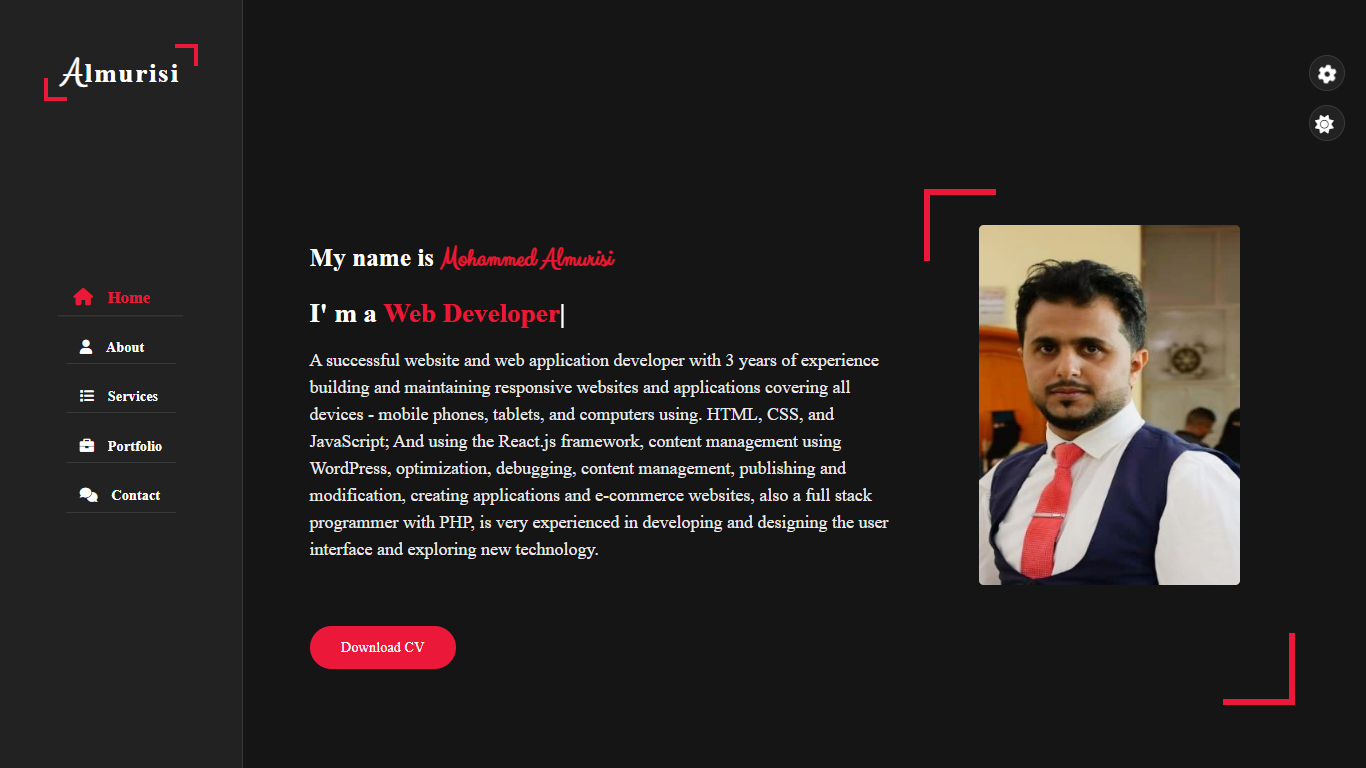 Almurisi
Home
About
Services
Portfolio
Contact
My name is Mohammed Almurisi
I' m a Web Developer|
A successful website and web application developer with 3 years of experience
building and maintaining responsive websites and applications covering all
devices - mobile phones, tablets, and computers using. HTML, CSS, and
JavaScript; And using the React.js framework, content management using
WordPress, optimization, debugging, content management, publishing and
modification, creating applications and e-commerce websites, also a full stack
programmer with PHP, is very experienced in developing and designing the user
interface and exploring new technology.
Download CV